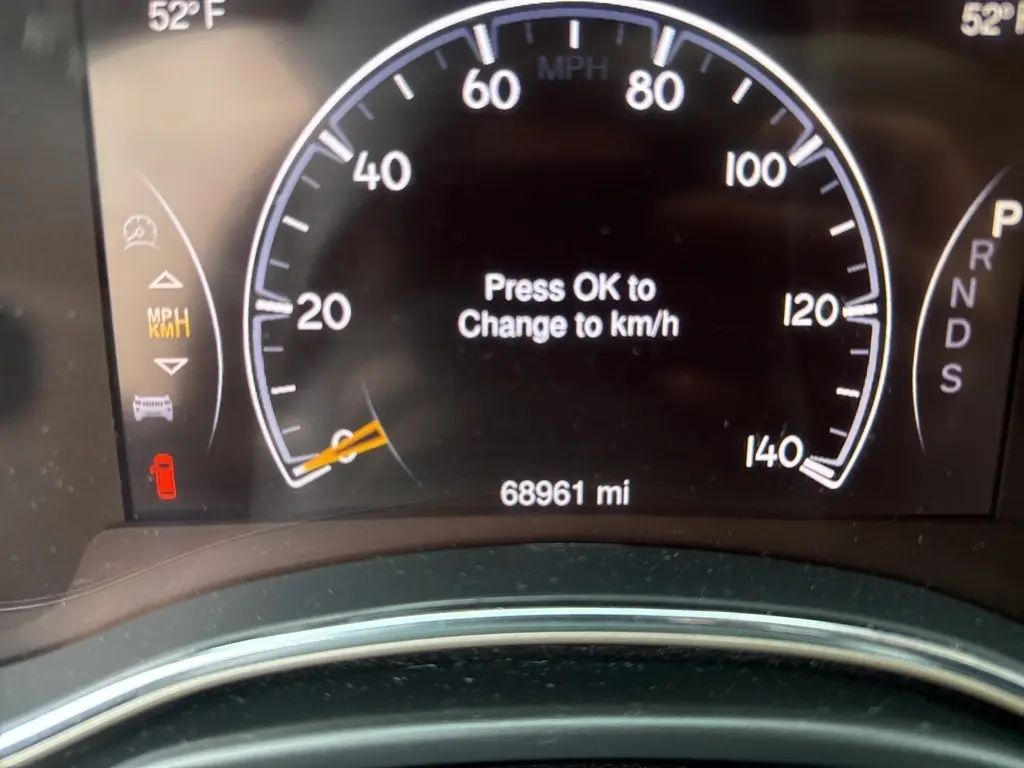 52°F
52°F
MPH
60
80
40
100
P
R
Press OK to
Change to km/h
N
20
120
MPH
KMH
D
S
0
140
68961 mi